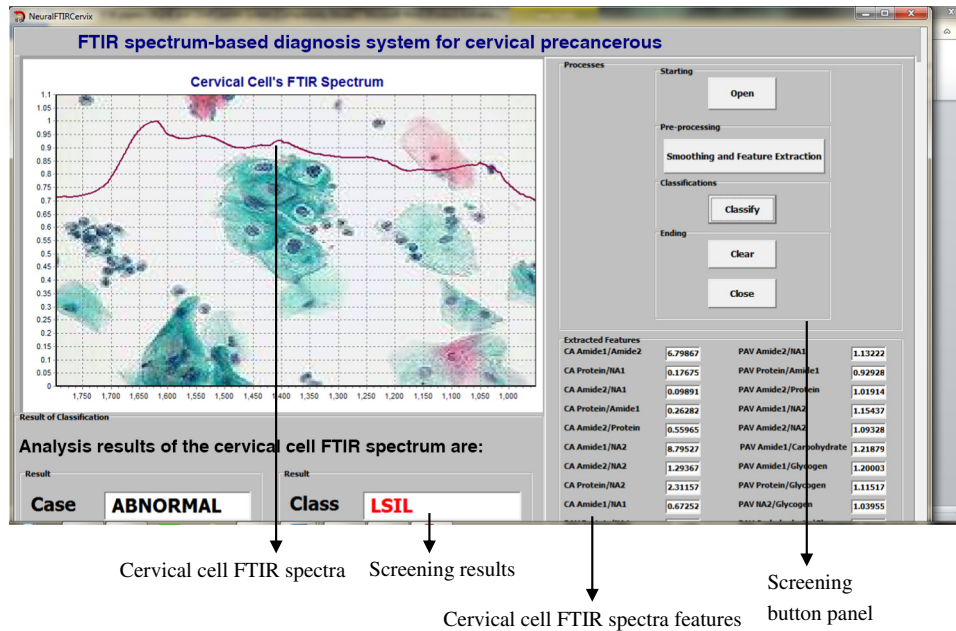 NeuralFTIRCervix
FTIR spectrum-based diagnosis system for cervical precancerous
Cervical Cell's FTIR Spectrum
1.1
1.05
1
0.95
0.9
0.85
0.8
0.75
0.7
0.65
0.6
0.55
0.5
0.45
0.4
0.35
0.3
0.25
0.2
0.15
0.1
0.05
0
1,750 1,700 1,650 1,600 1,550 1,500 1,450 1,400 1,350 1,300 1,250 1,200 1,150 1,100 1,050 1,000
Processes
Starting
Open
Pre-processing
Smoothing and Feature Extraction
Classifications
Classify
Ending
Clear
Close
Extracted Features
CA Amide1/Amide2 6.79867 PAV Amide2/NA1 1.13222
CA Protein/NA1 0.17675 PAV Protein/Amide1 0.92928
CA Amide2/NA1 0.09891 PAV Amide2/Protein 1.01914
CA Protein/Amide1 0.26282 PAV Amide1/NA2 1.15437
CA Amide2/Protein 0.55965 PAV Amide2/NA2 1.09328
CA Amide1/NA2 8.79527 PAV Amide1/Carbohydrate 1.21879
CA Amide2/NA2 1.29367 PAV Amide1/Glycogen 1.20003
CA Protein/NA2 2.31157 PAV Protein/Glycogen 1.11517
CA Amide1/NA1 0.67252 PAV NA2/Glycogen 1.03955
Result of Classification
Analysis results of the cervical cell FTIR spectrum are:
Result
Case ABNORMAL
Result
Class LSIL
Cervical cell FTIR spectra
Screening results
Cervical cell FTIR spectra features
Screening
button panel